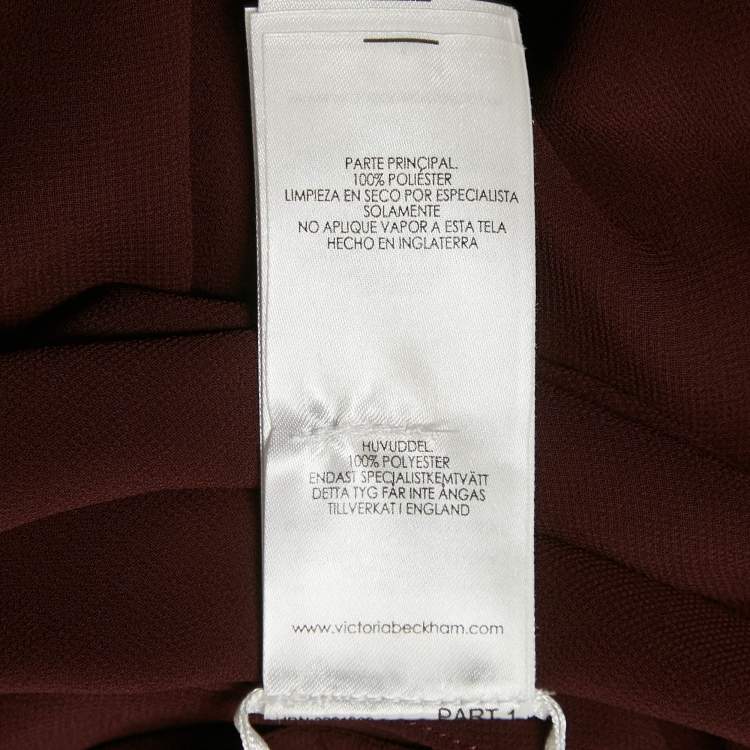 PARTE PRINCIPAL.
100% POLIÉSTER
LIMPIEZA EN SECO POR ESPECIALISTA
SOLAMENTE
NO APLIQUE VAPOR A ESTA TELA
HECHO EN INGLATERRA
HUVUDDEL.
100% POLYESTER
ENDAST SPECIALISTKEMTVÄTT
DETTA TYG FÅR INTE ÅNGAS
TILLVERKAT I ENGLAND
www.victoriabeckham.com
PART 1